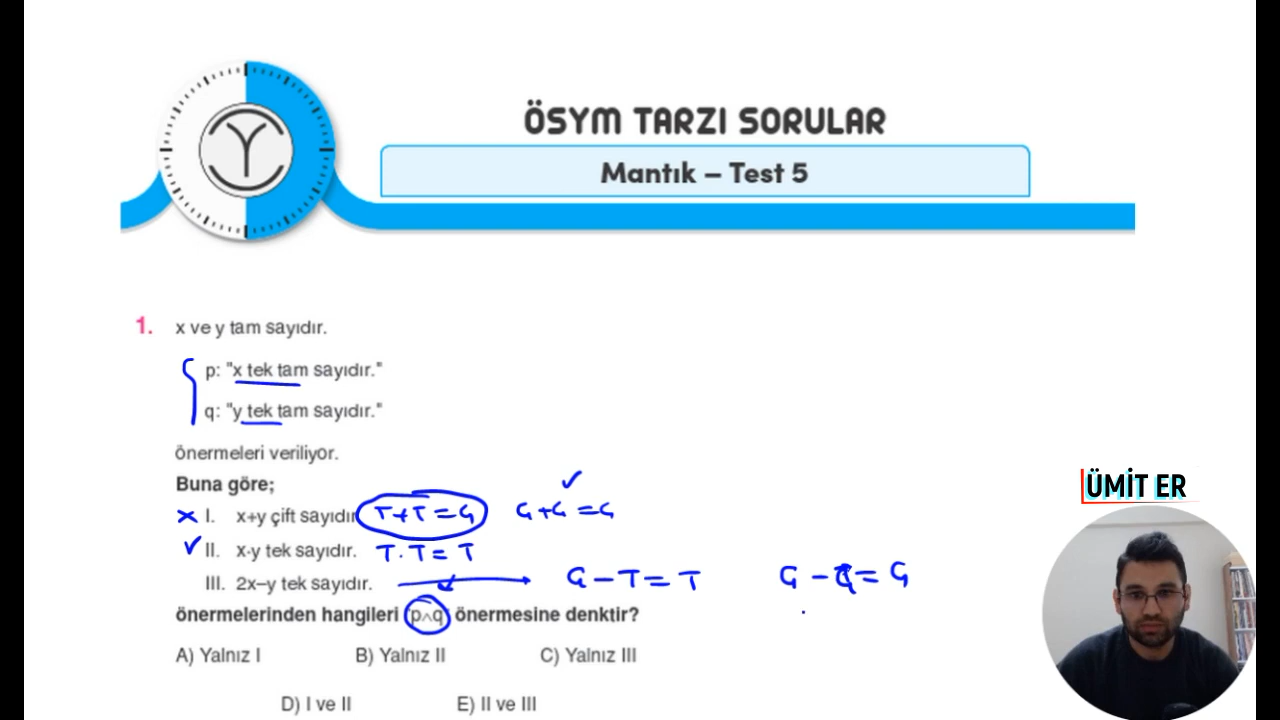 ÖSYM TARZI SORULAR
Mantık – Test 5
1. x ve y tam sayıdır.
p: "x tek tam sayıdır."
q: "y tek tam sayıdır."
önermeleri veriliyor.
Buna göre;
I. x+y çift sayıdır T+T=Ç Ç+Ç=Ç
II. x·y tek sayıdır. T.T=T
III. 2x–y tek sayıdır. Ç-T=T Ç-Ç=Ç
önermelerinden hangileri p∧q önermesine denktir?
A) Yalnız I B) Yalnız II C) Yalnız III
D) I ve II E) II ve III
ÜMİT ER